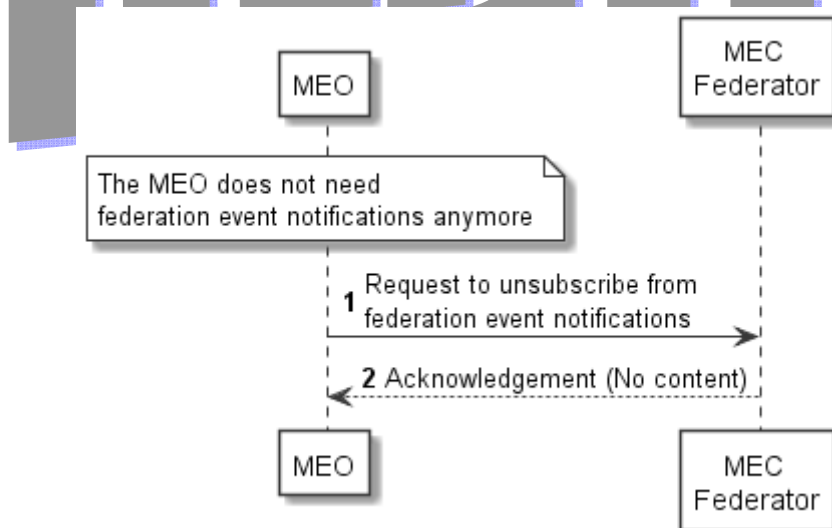 MEO
MEC
Federator
The MEO does not need
federation event notifications anymore
1 Request to unsubscribe from
federation event notifications
2 Acknowledgement (No content)
MEO
MEC
Federator